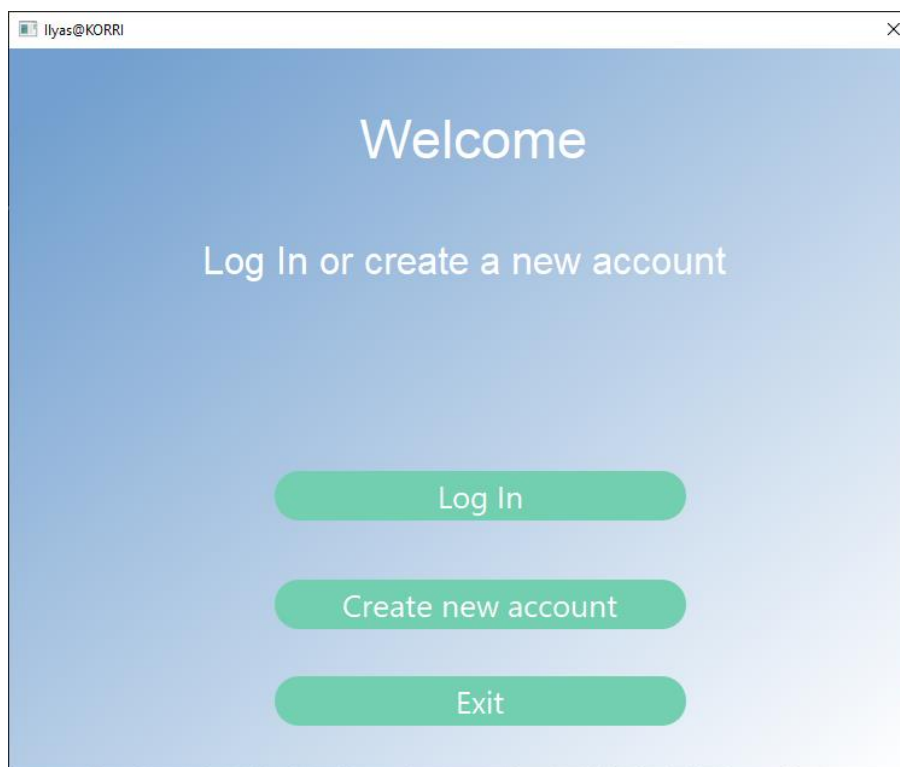 Ilyas@KORRI
Welcome
Log In or create a new account
Log In
Create new account
Exit